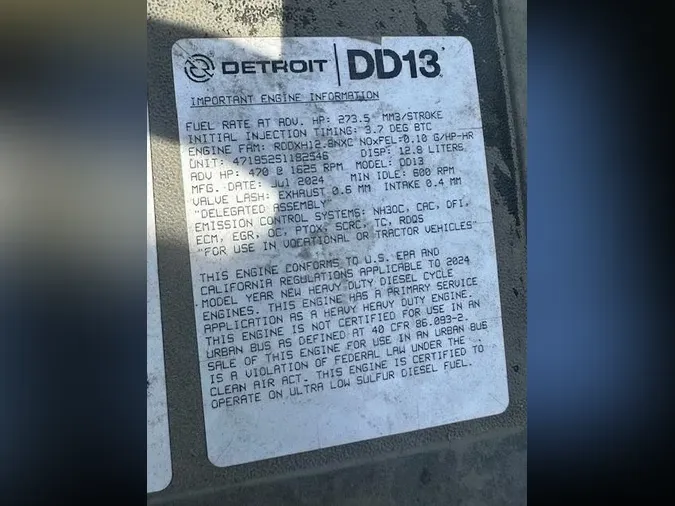 DETROIT DD13
IMPORTANT ENGINE INFORMATION
FUEL RATE AT ADV. HP: 273.5 MM3/STROKE
INITIAL INJECTION TIMING: 3.7 DEG BTC
ENGINE FAM: RDDXH12.8NXC NOxFEL:0.10 G/HP-HR
UNIT: 47195251182546 DISP: 12.8 LITERS
ADV HP: 470 @ 1625 RPM MODEL: DD13
MFG. DATE: JUL 2024 MIN IDLE: 600 RPM
VALVE LASH: EXHAUST 0.6 MM INTAKE 0.4 MM
"DELEGATED ASSEMBLY"
EMISSION CONTROL SYSTEMS: NH3OC, CAC, DFI,
ECM, EGR, OC, PTOX, SCRC, TC, RDQS
"FOR USE IN VOCATIONAL OR TRACTOR VEHICLES"
THIS ENGINE CONFORMS TO U.S. EPA AND
CALIFORNIA REGULATIONS APPLICABLE TO 2024
MODEL YEAR NEW HEAVY DUTY DIESEL CYCLE
ENGINES. THIS ENGINE HAS A PRIMARY SERVICE
APPLICATION AS A HEAVY HEAVY DUTY ENGINE.
THIS ENGINE IS NOT CERTIFIED FOR USE IN AN
URBAN BUS AS DEFINED AT 40 CFR 86.093-2.
SALE OF THIS ENGINE FOR USE IN AN URBAN BUS
IS A VIOLATION OF FEDERAL LAW UNDER THE
CLEAN AIR ACT. THIS ENGINE IS CERTIFIED TO
OPERATE ON ULTRA LOW SULFUR DIESEL FUEL.